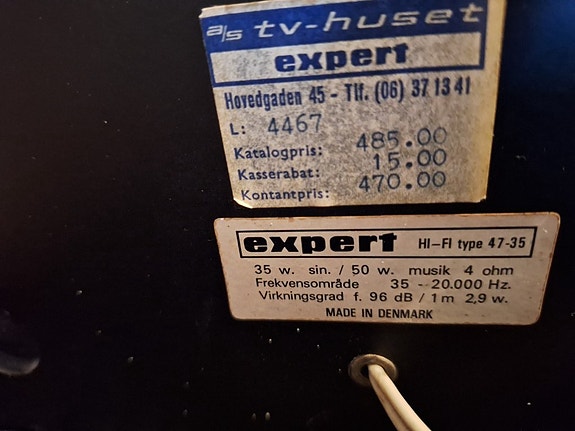 a/s tv-huset
expert
Hovedgaden 45 - Tlf. (06) 37 13 41
L: 4467
Katalogpris: 485.00
Kasserabat: 15.00
Kontantpris: 470.00
expert HI-FI type 47-35
35 w. sin. / 50 w. musik 4 ohm
Frekvensområde 35 - 20.000 Hz.
Virkningsgrad f. 96 dB / 1 m 2,9 w.
MADE IN DENMARK